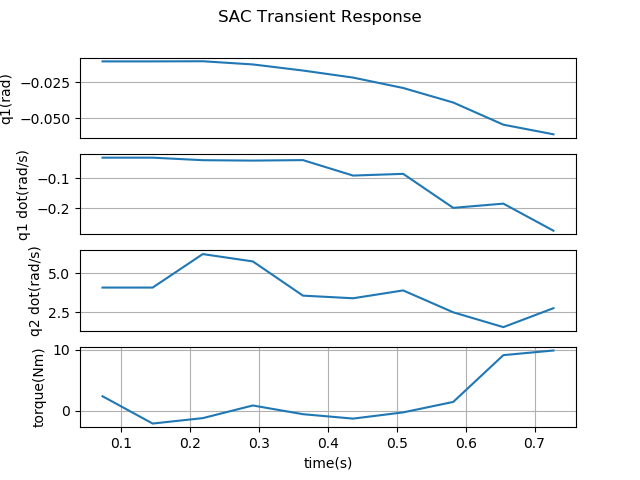 SAC Transient Response
q1(rad)
−0.025
−0.050
q1 dot(rad/s)
−0.1
−0.2
q2 dot(rad/s)
5.0
2.5
torque(Nm)
10
0
0.1 0.2 0.3 0.4 0.5 0.6 0.7
time(s)